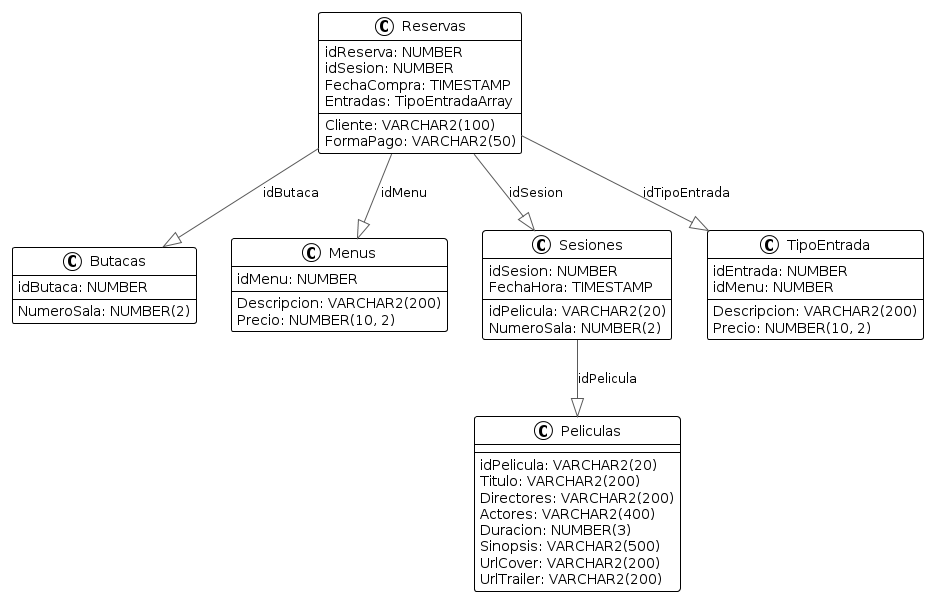 C Reservas
idReserva: NUMBER
idSesion: NUMBER
FechaCompra: TIMESTAMP
Entradas: TipoEntradaArray
Cliente: VARCHAR2(100)
FormaPago: VARCHAR2(50)
idButaca
idMenu
idSesion
idTipoEntrada
C Butacas
idButaca: NUMBER
NumeroSala: NUMBER(2)
C Menus
idMenu: NUMBER
Descripcion: VARCHAR2(200)
Precio: NUMBER(10, 2)
C Sesiones
idSesion: NUMBER
FechaHora: TIMESTAMP
idPelicula: VARCHAR2(20)
NumeroSala: NUMBER(2)
C TipoEntrada
idEntrada: NUMBER
idMenu: NUMBER
Descripcion: VARCHAR2(200)
Precio: NUMBER(10, 2)
idPelicula
C Peliculas
idPelicula: VARCHAR2(20)
Titulo: VARCHAR2(200)
Directores: VARCHAR2(200)
Actores: VARCHAR2(400)
Duracion: NUMBER(3)
Sinopsis: VARCHAR2(500)
UrlCover: VARCHAR2(200)
UrlTrailer: VARCHAR2(200)